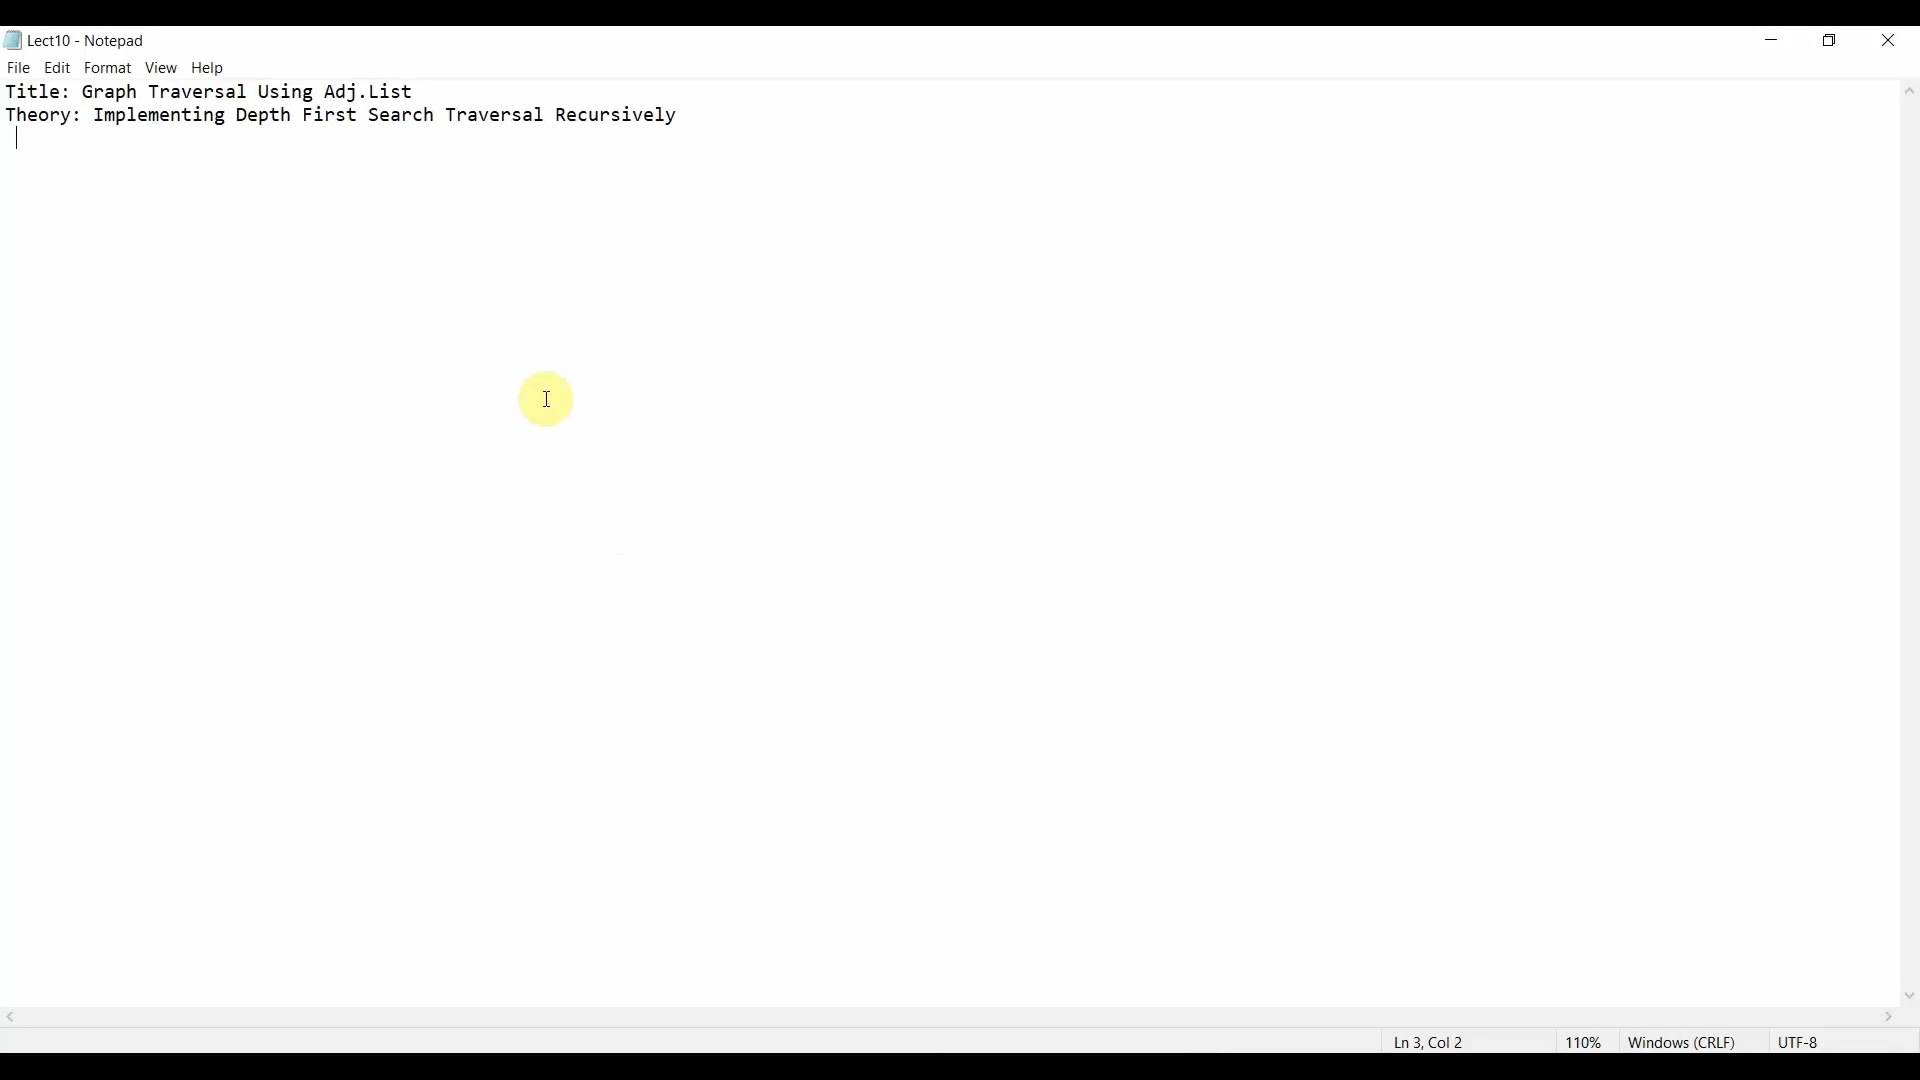 Lect10 - Notepad
File Edit Format View Help
Title: Graph Traversal Using Adj.List
Theory: Implementing Depth First Search Traversal Recursively
Ln 3, Col 2 110% Windows (CRLF) UTF-8